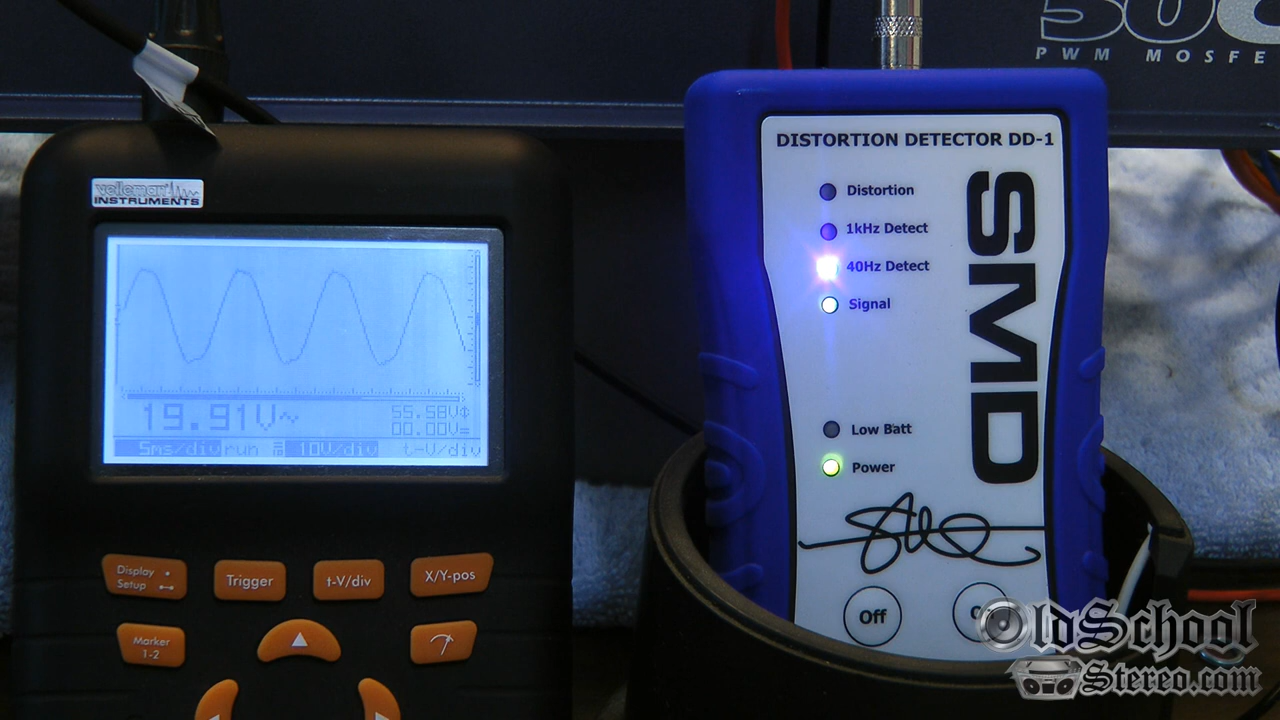 50
PWM MOSFE
velleman
INSTRUMENTS
19.91V~
55.58V
00.00V=
5ms/div run 10V/div t-V/div
Display
Setup
Trigger
t-V/div
X/Y-pos
Marker
1-2
DISTORTION DETECTOR DD-1
Distortion
1kHz Detect
40Hz Detect
Signal
SMD
Low Batt
Power
Off
OldSchool
Stereo.com